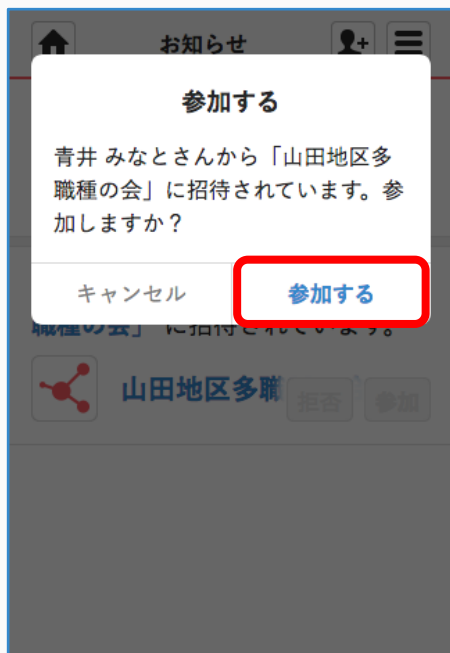 お知らせ
参加する
青井 みなとさんから「山田地区多
職種の会」に招待されています。参
加しますか？
キャンセル
参加する
職種の会」 に招待されています。
山田地区多職
拒否
参加